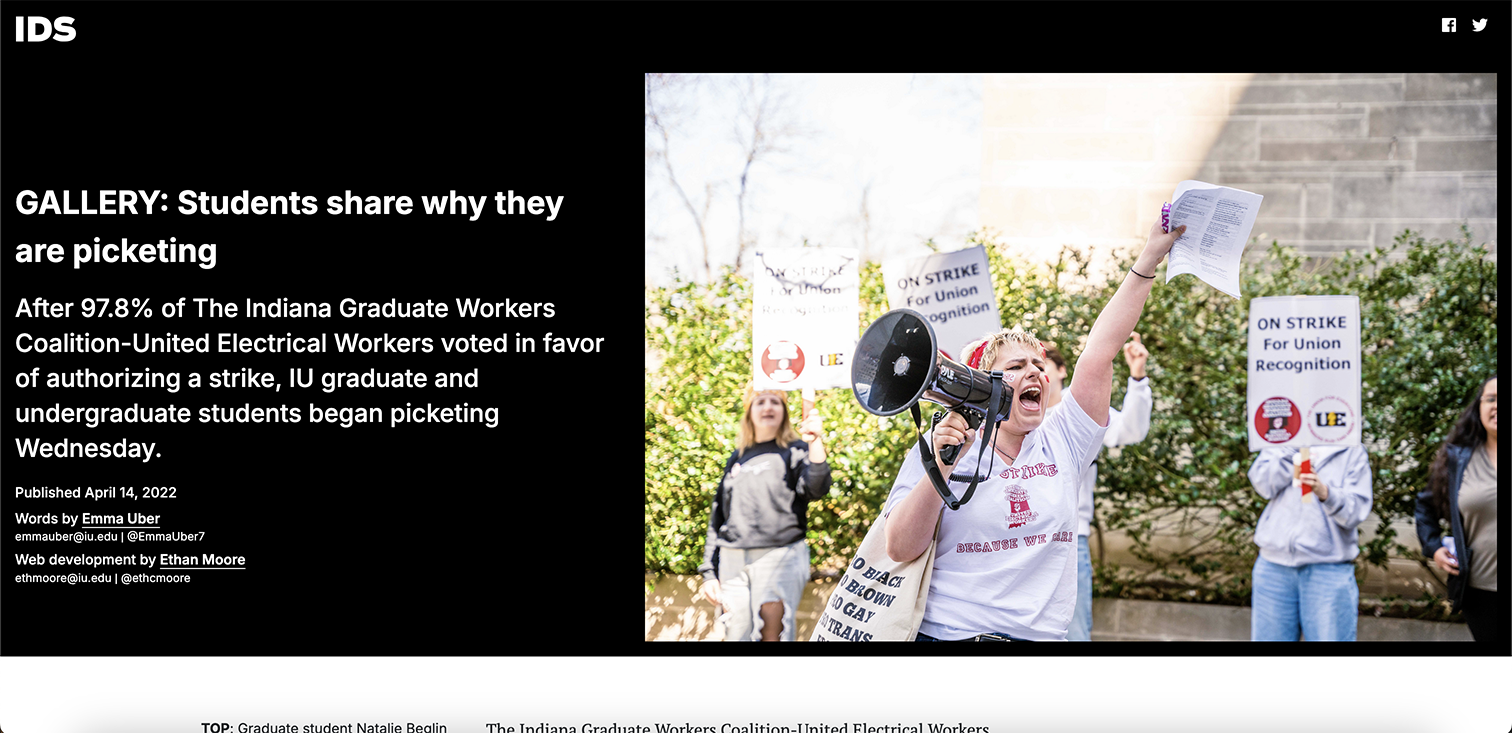 IDS
GALLERY: Students share why they
are picketing
After 97.8% of The Indiana Graduate Workers
Coalition-United Electrical Workers voted in favor
of authorizing a strike, IU graduate and
undergraduate students began picketing
Wednesday.
Published April 14, 2022
Words by Emma Uber
emmauber@iu.edu | @EmmaUber7
Web development by Ethan Moore
ethmoore@iu.edu | @ethcmoore
ON STRIKE
For Union
Recognition
UE
ON STRIKE
For Union
ON STRIKE
For Union
Recognition
UE
PYLE
BECAUSE WE
BLACK
BROWN
GAY
TRANS
TOP: Graduate student Natalie Beglin
The Indiana Graduate Workers Coalition-United Electrical Workers